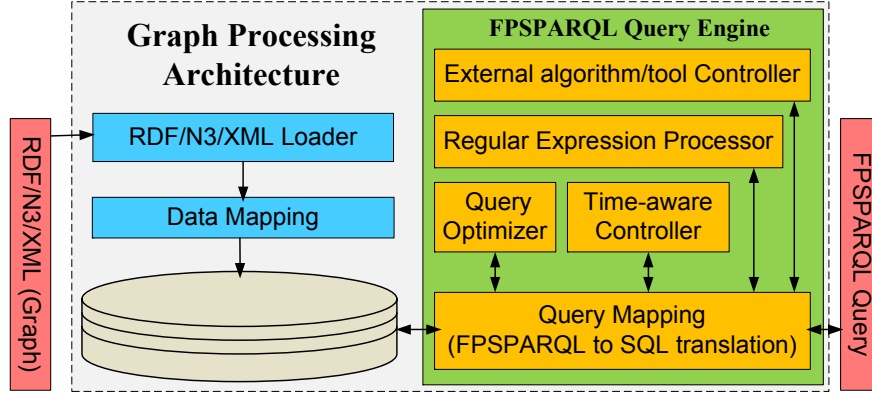 RDF/N3/XML (Graph)
Graph Processing
Architecture
RDF/N3/XML Loader
Data Mapping
FPSPARQL Query Engine
External algorithm/tool Controller
Regular Expression Processor
Query
Optimizer
Time-aware
Controller
Query Mapping
(FPSPARQL to SQL translation)
FPSPARQL Query